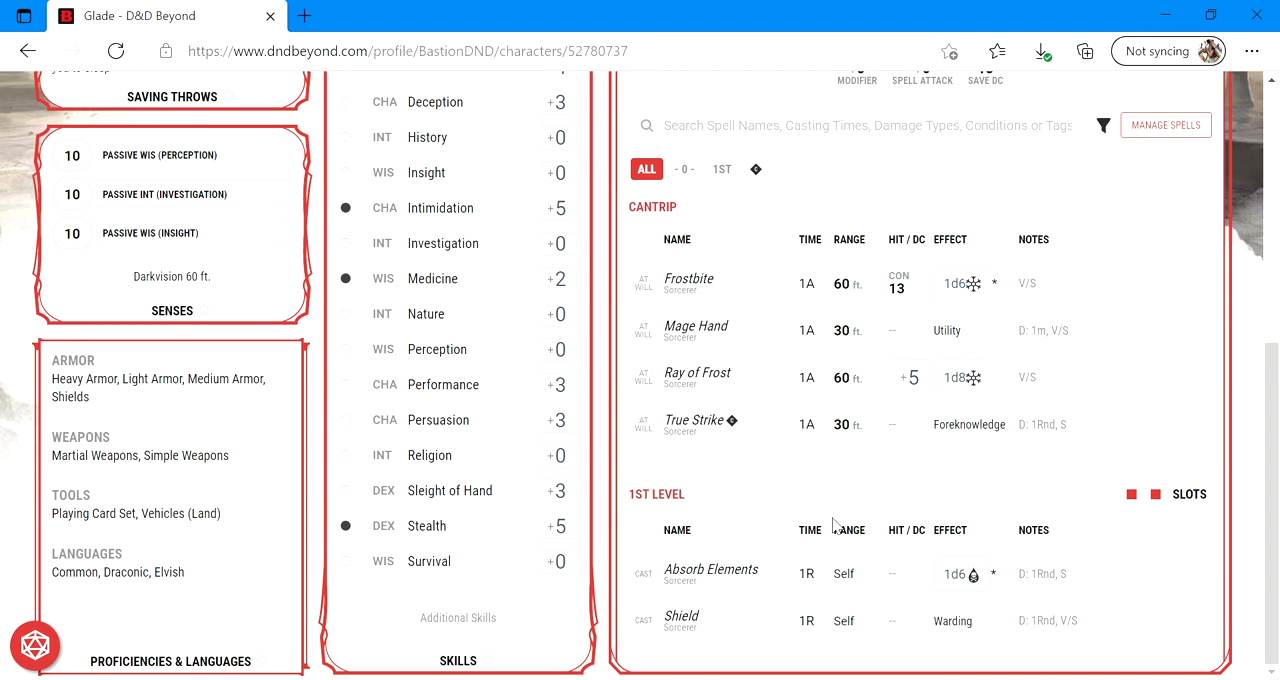 Glade - D&D Beyond
https://www.dndbeyond.com/profile/BastionDND/characters/52780737
Not syncing
SAVING THROWS
10 PASSIVE WIS (PERCEPTION)
10 PASSIVE INT (INVESTIGATION)
10 PASSIVE WIS (INSIGHT)
Darkvision 60 ft.
SENSES
ARMOR
Heavy Armor, Light Armor, Medium Armor,
Shields
WEAPONS
Martial Weapons, Simple Weapons
TOOLS
Playing Card Set, Vehicles (Land)
LANGUAGES
Common, Draconic, Elvish
PROFICIENCIES & LANGUAGES
CHA Deception +3
INT History +0
WIS Insight +0
CHA Intimidation +5
INT Investigation +0
WIS Medicine +2
INT Nature +0
WIS Perception +0
CHA Performance +3
CHA Persuasion +3
INT Religion +0
DEX Sleight of Hand +3
DEX Stealth +5
WIS Survival +0
Additional Skills
SKILLS
MODIFIER SPELL ATTACK SAVE DC
Search Spell Names, Casting Times, Damage Types, Conditions or Tags
MANAGE SPELLS
ALL - 0 - 1ST C
CANTRIP
NAME TIME RANGE HIT / DC EFFECT NOTES
AT WILL Frostbite Sorcerer 1A 60 ft. CON 13 1d6 * V/S
AT WILL Mage Hand Sorcerer 1A 30 ft. -- Utility D: 1m, V/S
AT WILL Ray of Frost Sorcerer 1A 60 ft. +5 1d8 V/S
AT WILL True Strike C Sorcerer 1A 30 ft. -- Foreknowledge D: 1Rnd, S
1ST LEVEL SLOTS
NAME TIME RANGE HIT / DC EFFECT NOTES
CAST Absorb Elements Sorcerer 1R Self -- 1d6 * D: 1Rnd, S
CAST Shield Sorcerer 1R Self -- Warding D: 1Rnd, V/S